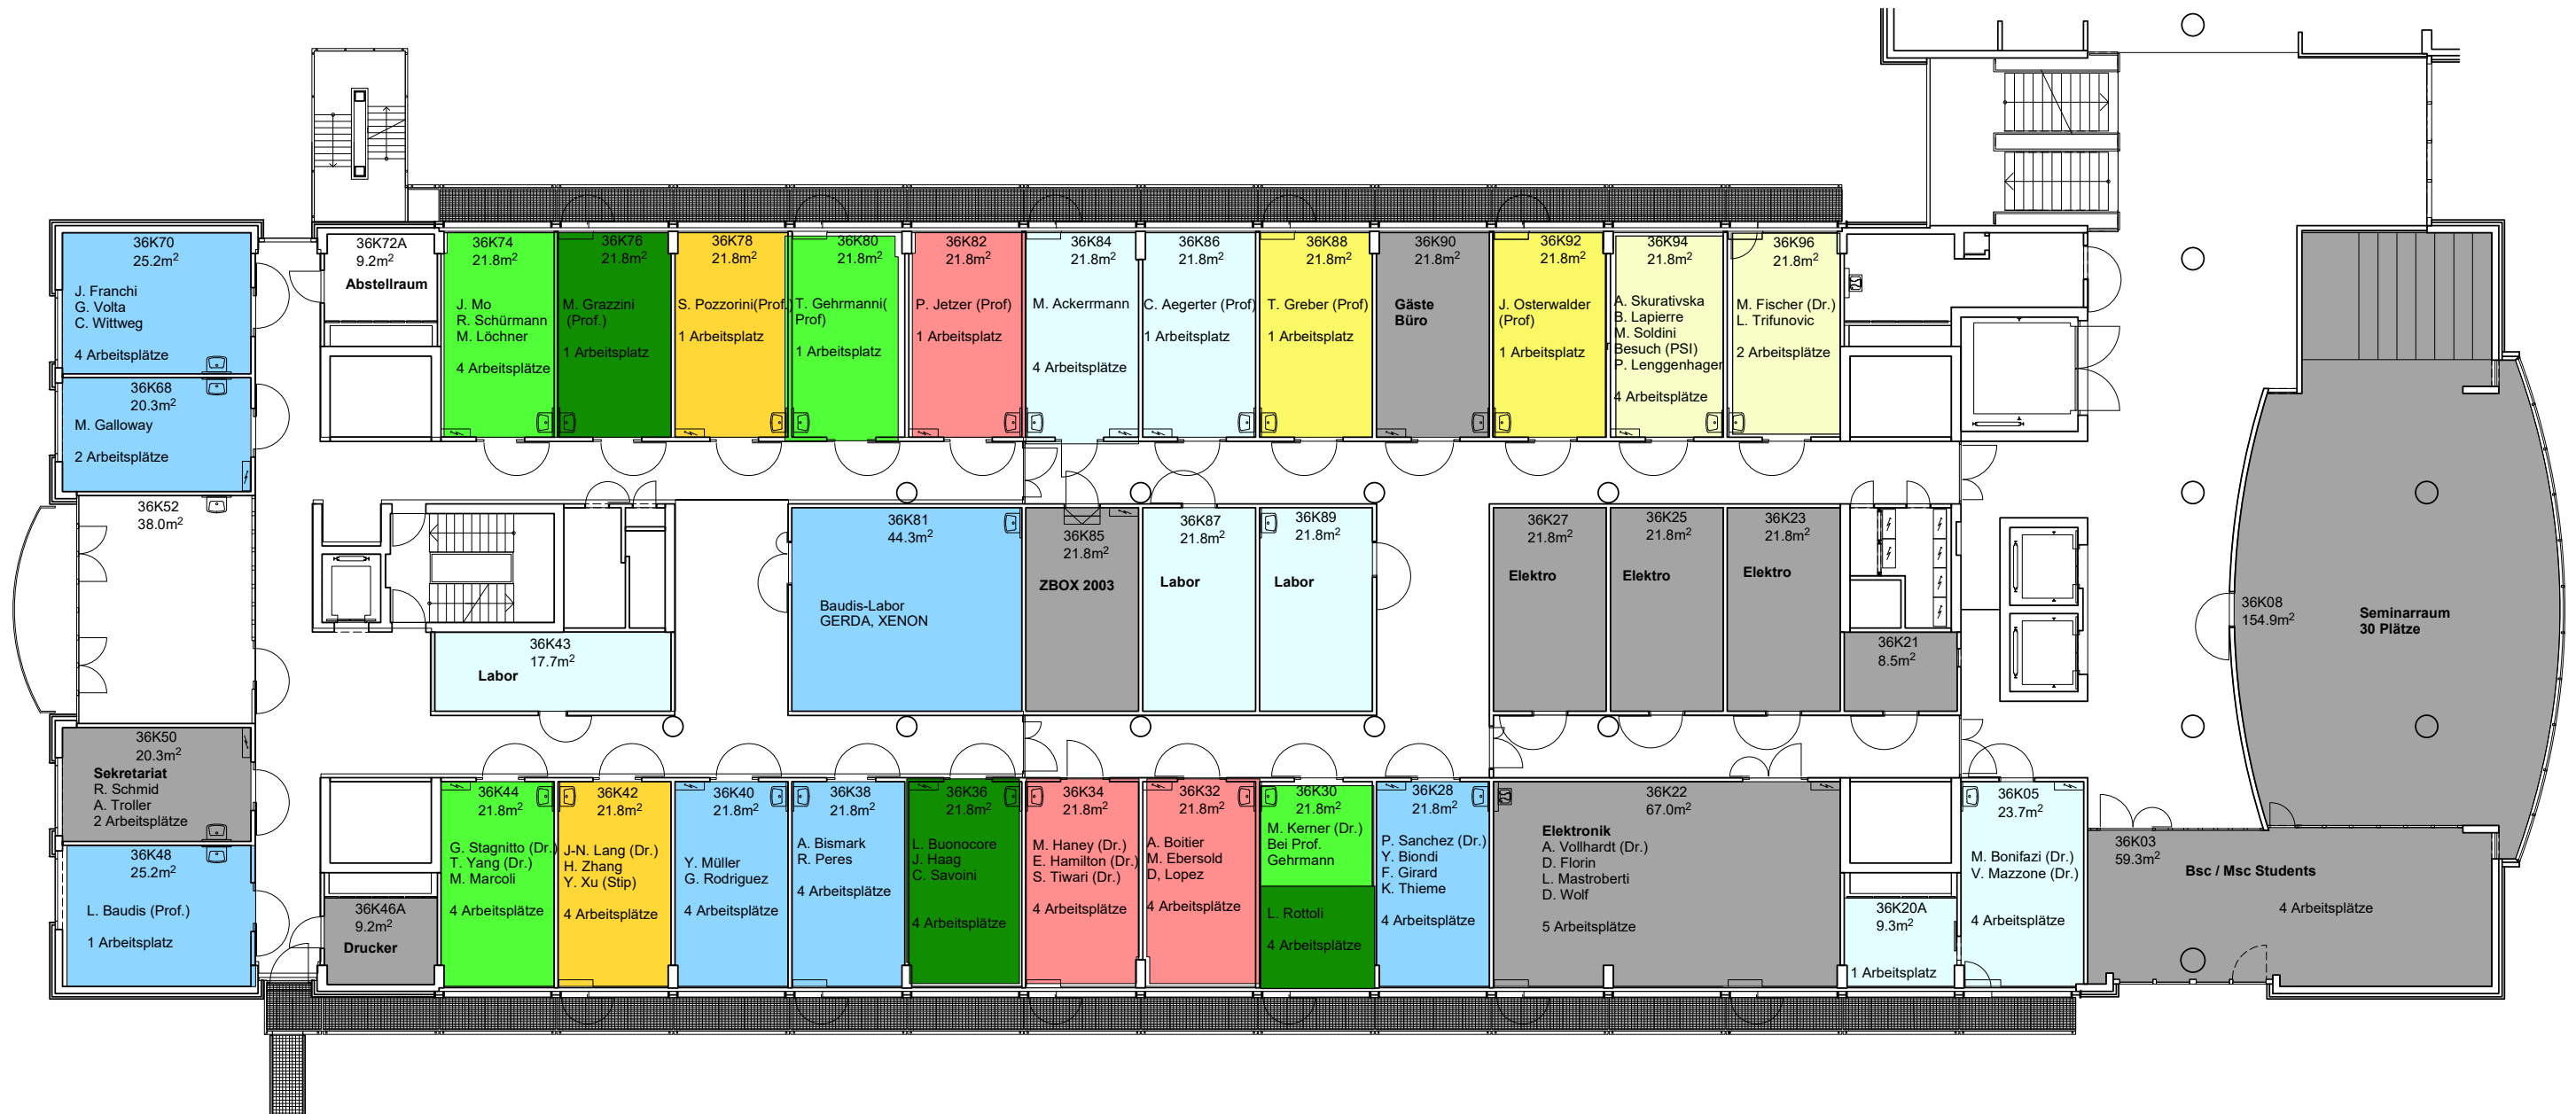 36K70
25.2m²
J. Franchi
G. Volta
C. Wittweg
4 Arbeitsplätze
36K68
20.3m²
M. Galloway
2 Arbeitsplätze
36K52
38.0m²
36K50
20.3m²
Sekretariat
R. Schmid
A. Troller
2 Arbeitsplätze
36K48
25.2m²
L. Baudis (Prof.)
1 Arbeitsplatz
36K72A
9.2m²
Abstellraum
36K74
21.8m²
J. Mo
R. Schürmann
M. Löchner
4 Arbeitsplätze
36K76
21.8m²
M. Grazzini
(Prof.)
1 Arbeitsplatz
36K78
21.8m²
S. Pozzorini(Prof.)
1 Arbeitsplatz
36K80
21.8m²
T. Gehrmanni(
Prof)
1 Arbeitsplatz
36K82
21.8m²
P. Jetzer (Prof)
1 Arbeitsplatz
36K84
21.8m²
M. Ackerrmann
4 Arbeitsplätze
36K86
21.8m²
C. Aegerter (Prof)
1 Arbeitsplatz
36K88
21.8m²
T. Greber (Prof)
1 Arbeitsplatz
36K90
21.8m²
Gäste
Büro
36K92
21.8m²
J. Osterwalder
(Prof)
1 Arbeitsplatz
36K94
21.8m²
A. Skurativska
B. Lapierre
M. Soldini
Besuch (PSI)
P. Lenggenhager
4 Arbeitsplätze
36K96
21.8m²
M. Fischer (Dr.)
L. Trifunovic
2 Arbeitsplätze
36K43
17.7m²
Labor
36K81
44.3m²
Baudis-Labor
GERDA, XENON
36K85
21.8m²
ZBOX 2003
36K87
21.8m²
Labor
36K89
21.8m²
Labor
36K27
21.8m²
Elektro
36K25
21.8m²
Elektro
36K23
21.8m²
Elektro
36K21
8.5m²
36K08
154.9m²
Seminarraum
30 Plätze
36K46A
9.2m²
Drucker
36K44
21.8m²
G. Stagnitto (Dr.)
T. Yang (Dr.)
M. Marcoli
4 Arbeitsplätze
36K42
21.8m²
J-N. Lang (Dr.)
H. Zhang
Y. Xu (Stip)
4 Arbeitsplätze
36K40
21.8m²
Y. Müller
G. Rodriguez
4 Arbeitsplätze
36K38
21.8m²
A. Bismark
R. Peres
4 Arbeitsplätze
36K36
21.8m²
L. Buonocore
J. Haag
C. Savoini
4 Arbeitsplätze
36K34
21.8m²
M. Haney (Dr.)
E. Hamilton (Dr.)
S. Tiwari (Dr.)
4 Arbeitsplätze
36K32
21.8m²
A. Boitier
M. Ebersold
D, Lopez
4 Arbeitsplätze
36K30
21.8m²
M. Kerner (Dr.)
Bei Prof.
Gehrmann
L. Rottoli
4 Arbeitsplätze
36K28
21.8m²
P. Sanchez (Dr.)
Y. Biondi
F. Girard
K. Thieme
4 Arbeitsplätze
36K22
67.0m²
Elektronik
A. Vollhardt (Dr.)
D. Florin
L. Mastroberti
D. Wolf
5 Arbeitsplätze
36K20A
9.3m²
1 Arbeitsplatz
36K05
23.7m²
M. Bonifazi (Dr.)
V. Mazzone (Dr.)
4 Arbeitsplätze
36K03
59.3m²
Bsc / Msc Students
4 Arbeitsplätze